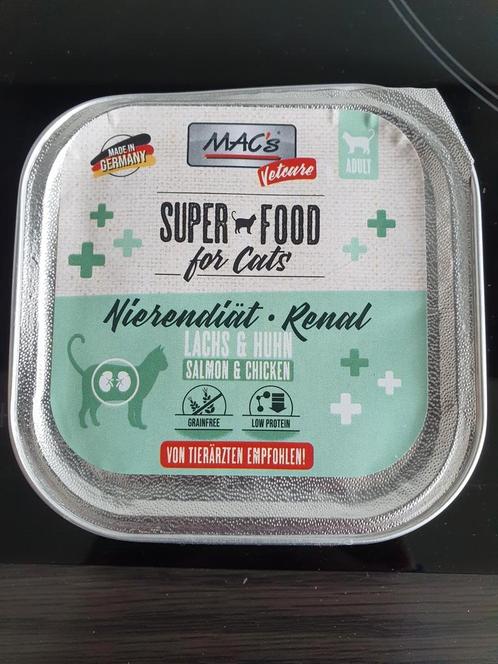 MADE IN
GERMANY
MAC's
Vetcare
ADULT
SUPER FOOD
for Cats
Nierendiät · Renal
LACHS & HUHN
SALMON & CHICKEN
GRAINFREE
LOW PROTEIN
VON TIERÄRZTEN EMPFOHLEN!